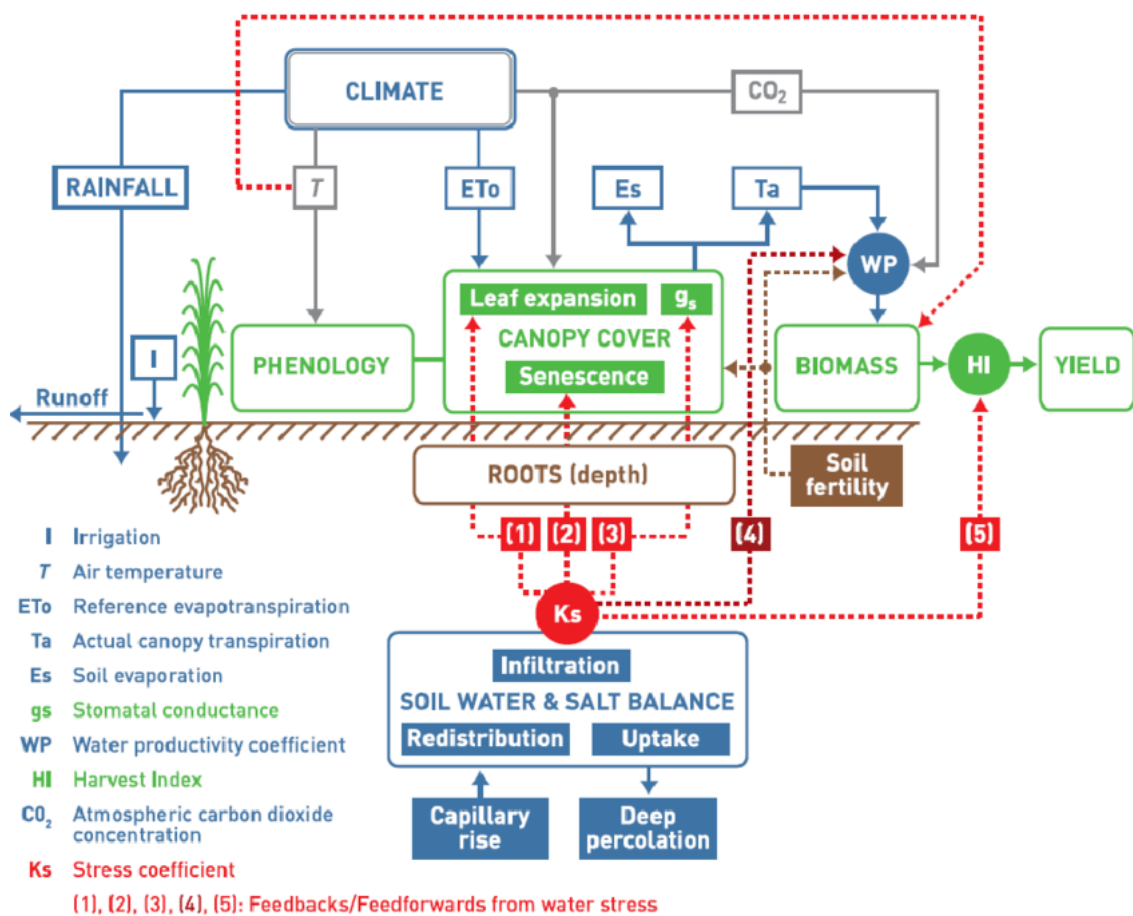 CLIMATE
CO₂
RAINFALL
T
ETo
Es
Ta
WP
Leaf expansion
gs
CANOPY COVER
Senescence
PHENOLOGY
BIOMASS
HI
YIELD
I
Runoff
ROOTS (depth)
Soil
fertility
(1)
(2)
(3)
(4)
(5)
Ks
Infiltration
SOIL WATER & SALT BALANCE
Redistribution
Uptake
Capillary
rise
Deep
percolation
I Irrigation
T Air temperature
ETo Reference evapotranspiration
Ta Actual canopy transpiration
Es Soil evaporation
gs Stomatal conductance
WP Water productivity coefficient
HI Harvest Index
CO₂ Atmospheric carbon dioxide
concentration
Ks Stress coefficient
(1), (2), (3), (4), (5): Feedbacks/Feedforwards from water stress